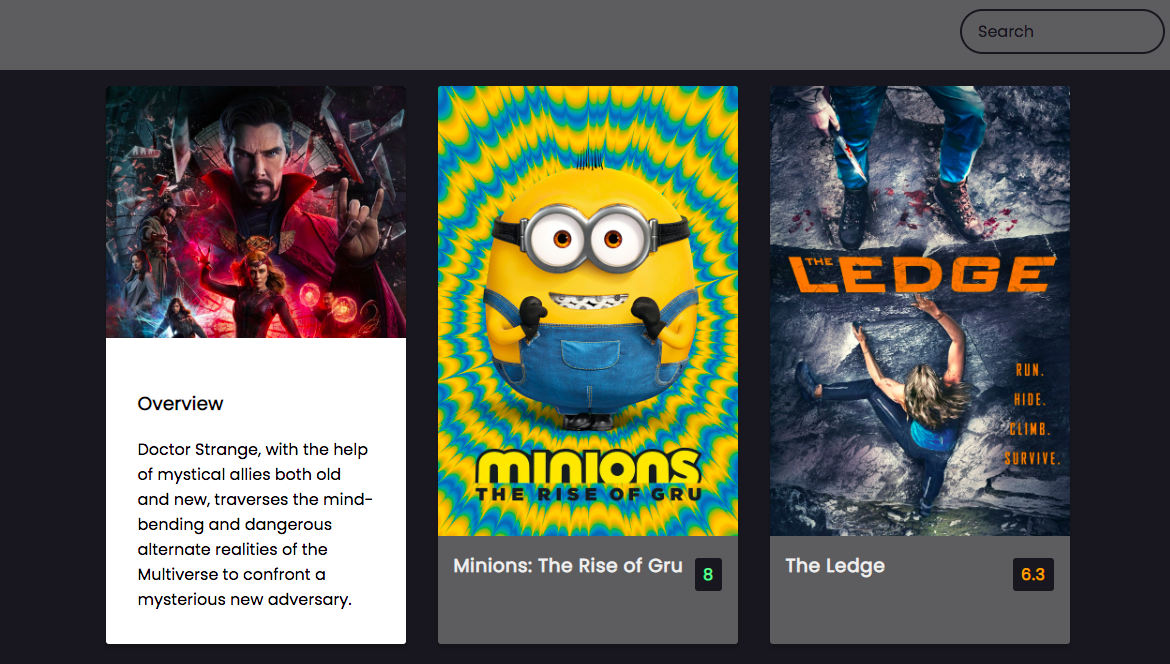 Search
Overview
Doctor Strange, with the help
of mystical allies both old
and new, traverses the mind-
bending and dangerous
alternate realities of the
Multiverse to confront a
mysterious new adversary.
MINIONS
THE RISE OF GRU
Minions: The Rise of Gru
8
THE LEDGE
RUN.
HIDE.
CLIMB.
SURVIVE.
The Ledge
6.3